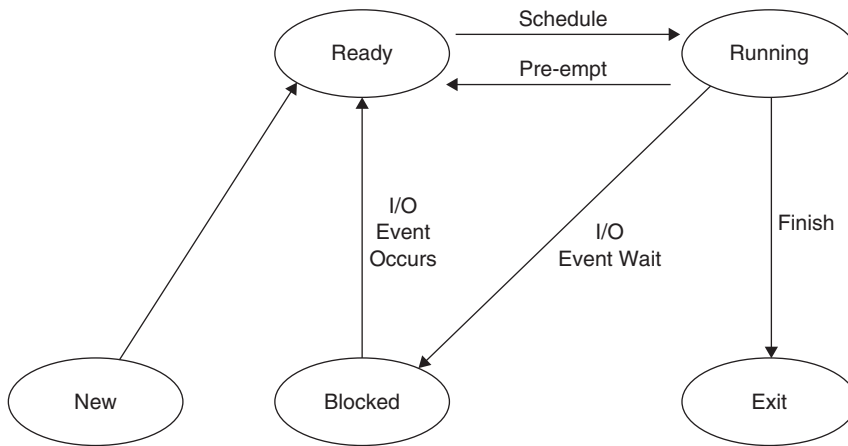 Schedule
Ready
Running
Pre-empt
I/O
Event
Occurs
I/O
Event Wait
Finish
New
Blocked
Exit